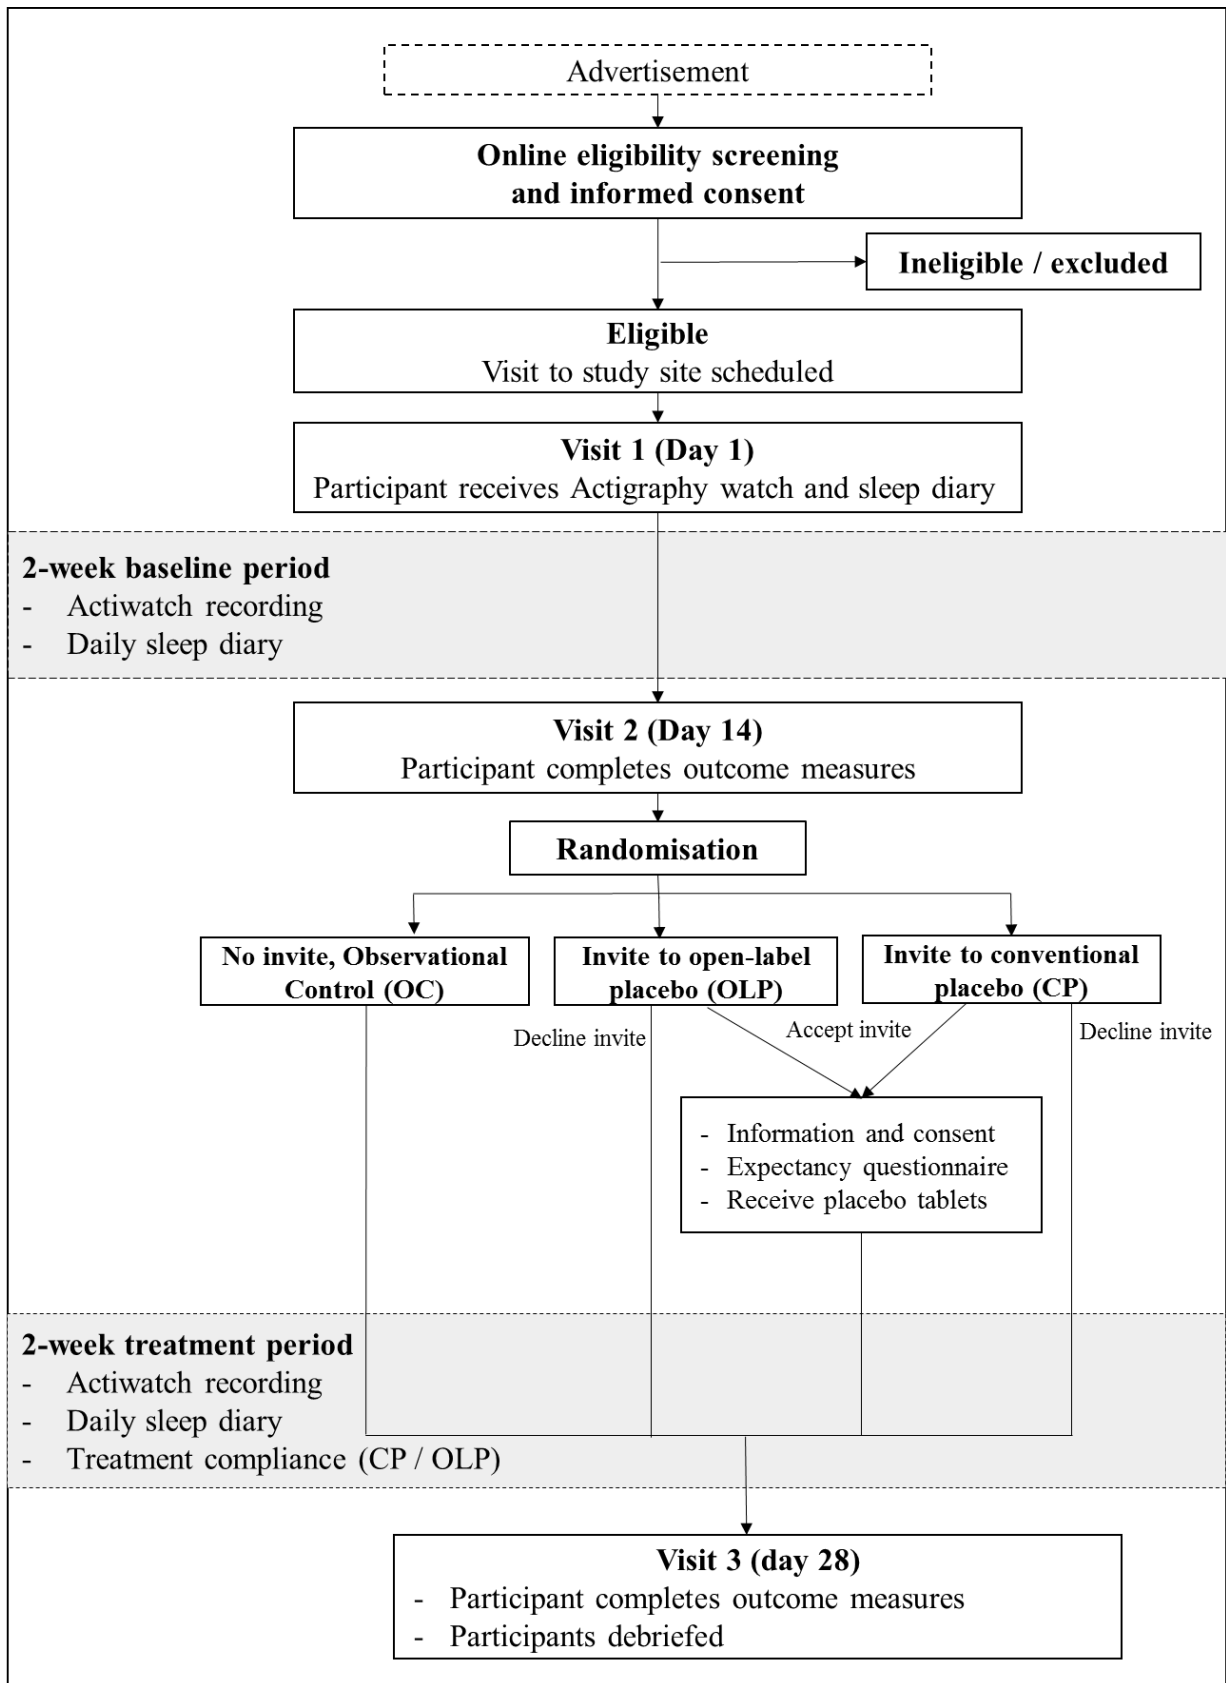 Advertisement
Online eligibility screening
and informed consent
Ineligible / excluded
Eligible
Visit to study site scheduled
Visit 1 (Day 1)
Participant receives Actigraphy watch and sleep diary
2-week baseline period
- Actiwatch recording
- Daily sleep diary
Visit 2 (Day 14)
Participant completes outcome measures
Randomisation
No invite, Observational
Control (OC)
Invite to open-label
placebo (OLP)
Invite to conventional
placebo (CP)
Decline invite
Accept invite
Decline invite
- Information and consent
- Expectancy questionnaire
- Receive placebo tablets
2-week treatment period
- Actiwatch recording
- Daily sleep diary
- Treatment compliance (CP / OLP)
Visit 3 (day 28)
- Participant completes outcome measures
- Participants debriefed